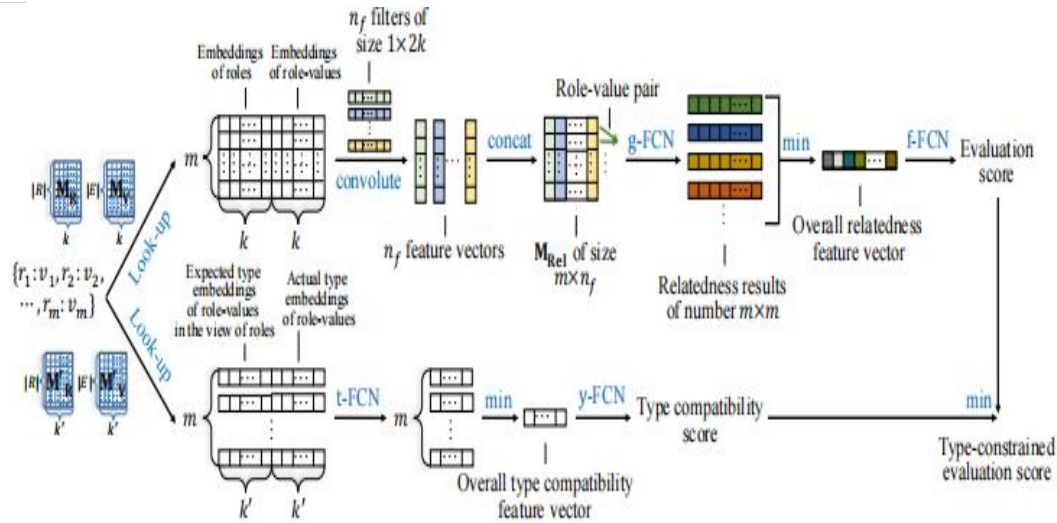 n_f filters of
size 1×2k
Embeddings
of roles
Embeddings
of role-values
Role-value pair
m
convolute
concat
g-FCN
min
f-FCN
Evaluation
score
|R|
M_R
|E|
M_V
k
k
Look-up
k
k
n_f feature vectors
M_Rel of size
m×n_f
Relatedness results
of number m×m
Overall relatedness
feature vector
{r_1: v_1, r_2: v_2,
⋯, r_m: v_m}
Look-up
Expected type
embeddings
of role-values
in the view of roles
Actual type
embeddings
of role-values
|R|
M'_R
|E|
M'_V
k'
k'
m
t-FCN
m
min
y-FCN
Type compatibility
score
min
Type-constrained
evaluation score
k'
k'
Overall type compatibility
feature vector